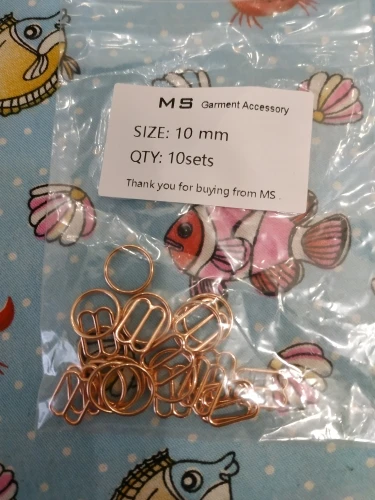 MS Garment Accessory
SIZE: 10 mm
QTY: 10sets
Thank you for buying from MS .